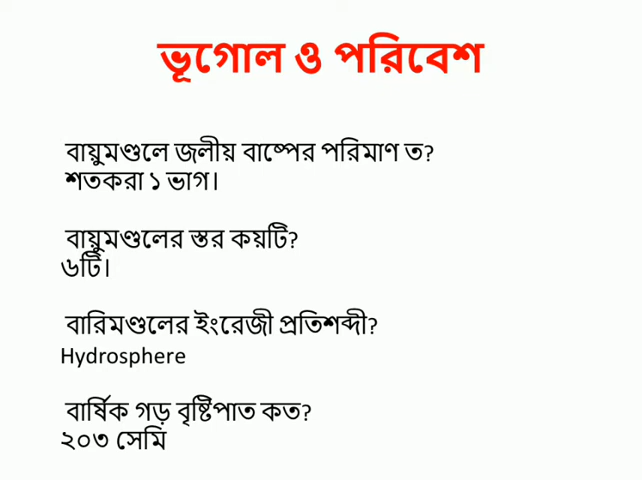 ভূগোল ও পরিবেশ
বায়ুমণ্ডলে জলীয় বাষ্পের পরিমাণ ত?
শতকরা ১ ভাগ।
বায়ুমণ্ডলের স্তর কয়টি?
৬টি।
বারিমণ্ডলের ইংরেজী প্রতিশব্দী?
Hydrosphere
বার্ষিক গড় বৃষ্টিপাত কত?
২০৩ সেমি